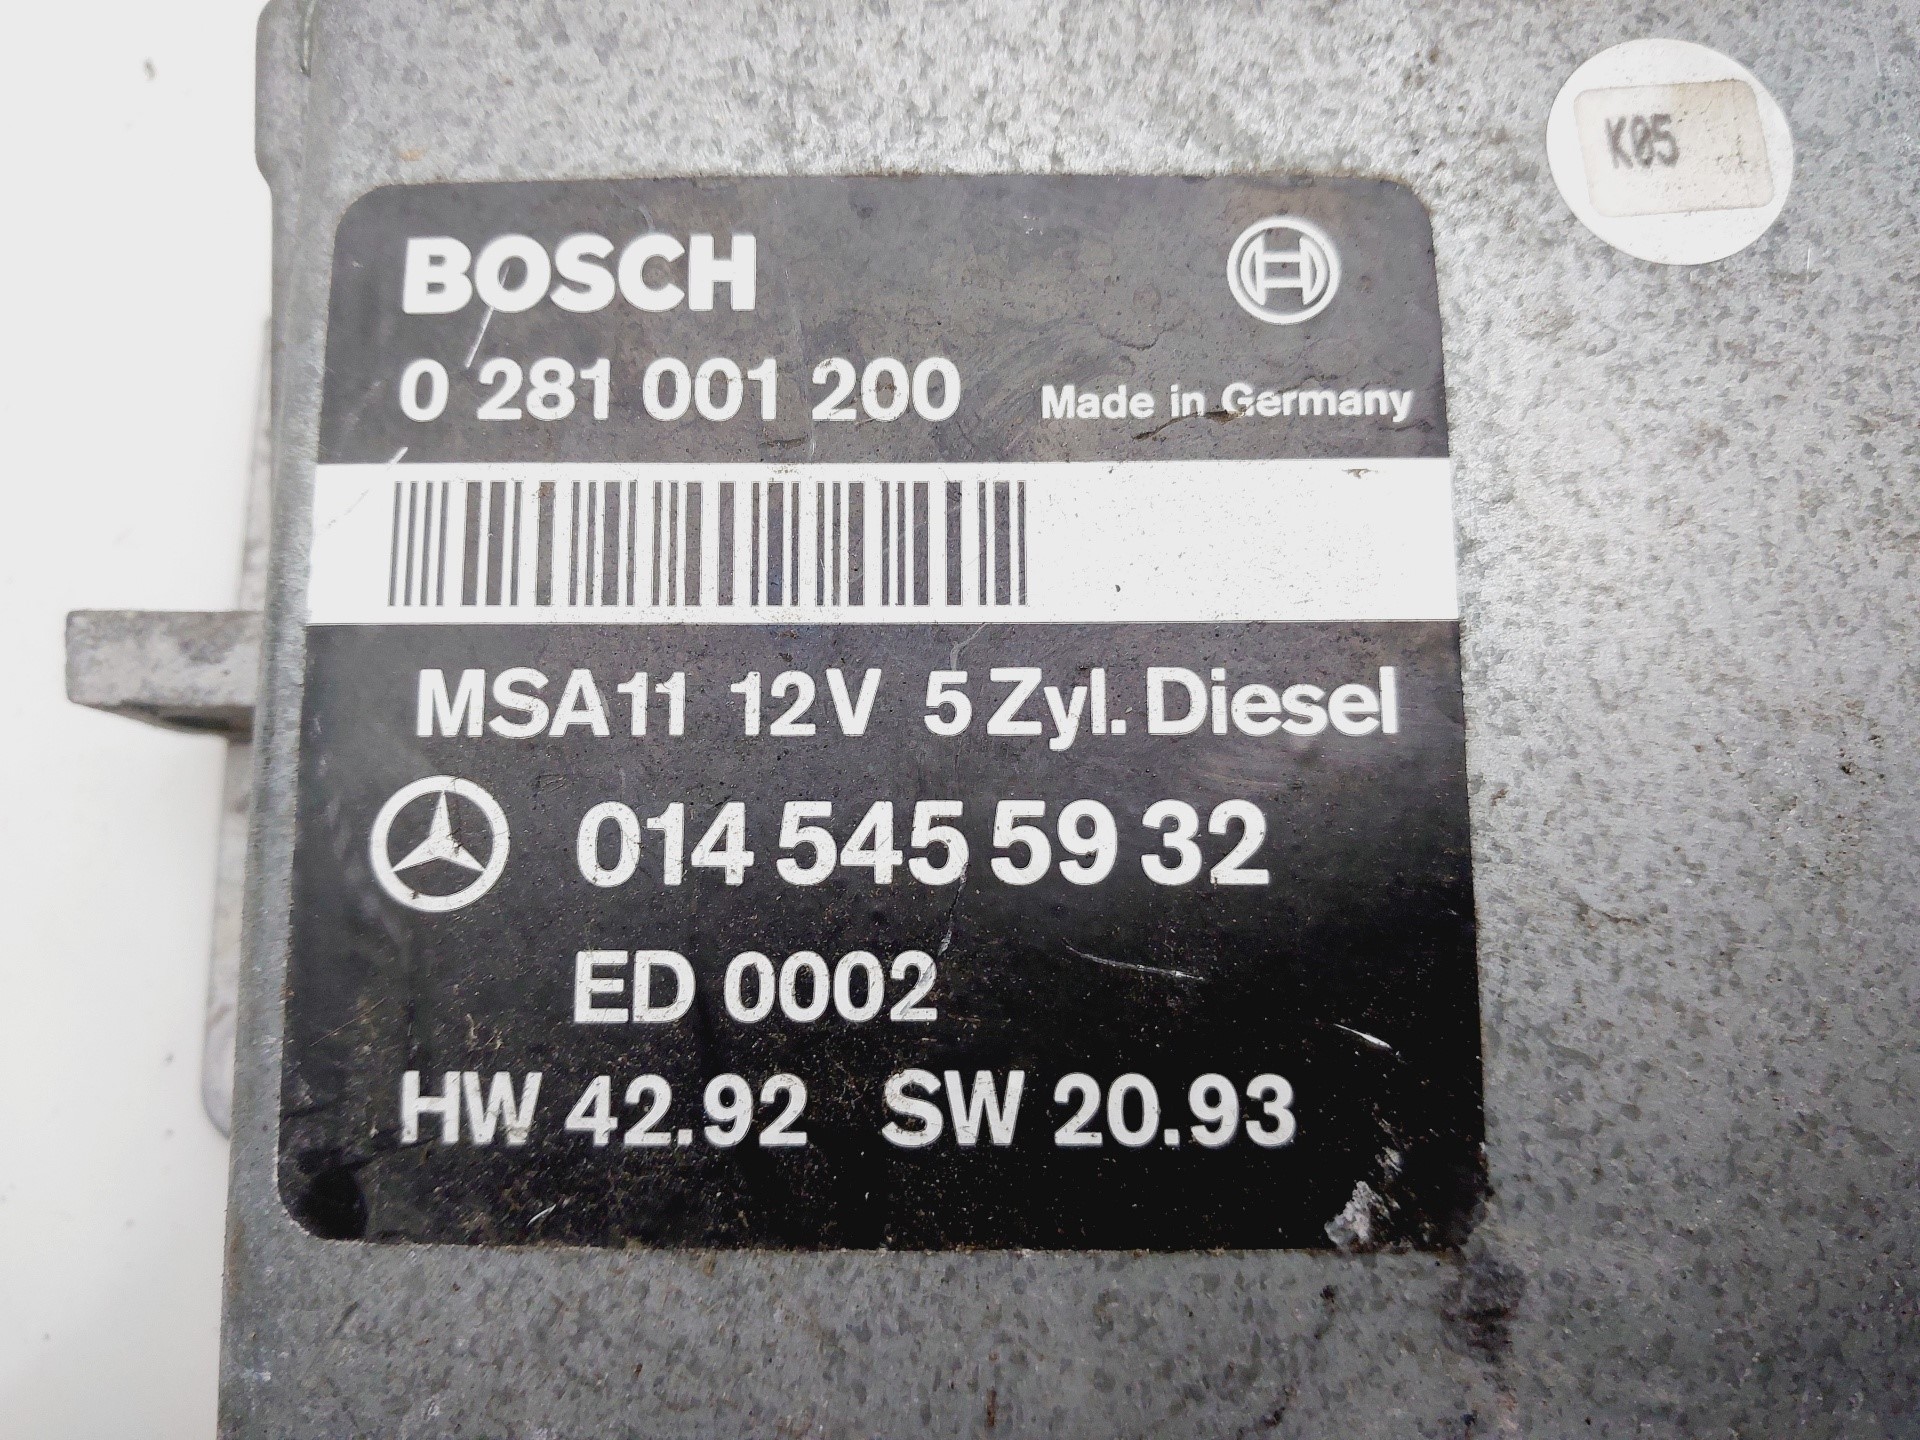 K05
BOSCH
0 281 001 200 Made in Germany
MSA11 12V 5 Zyl. Diesel
014 545 59 32
ED 0002
HW 42.92 SW 20.93